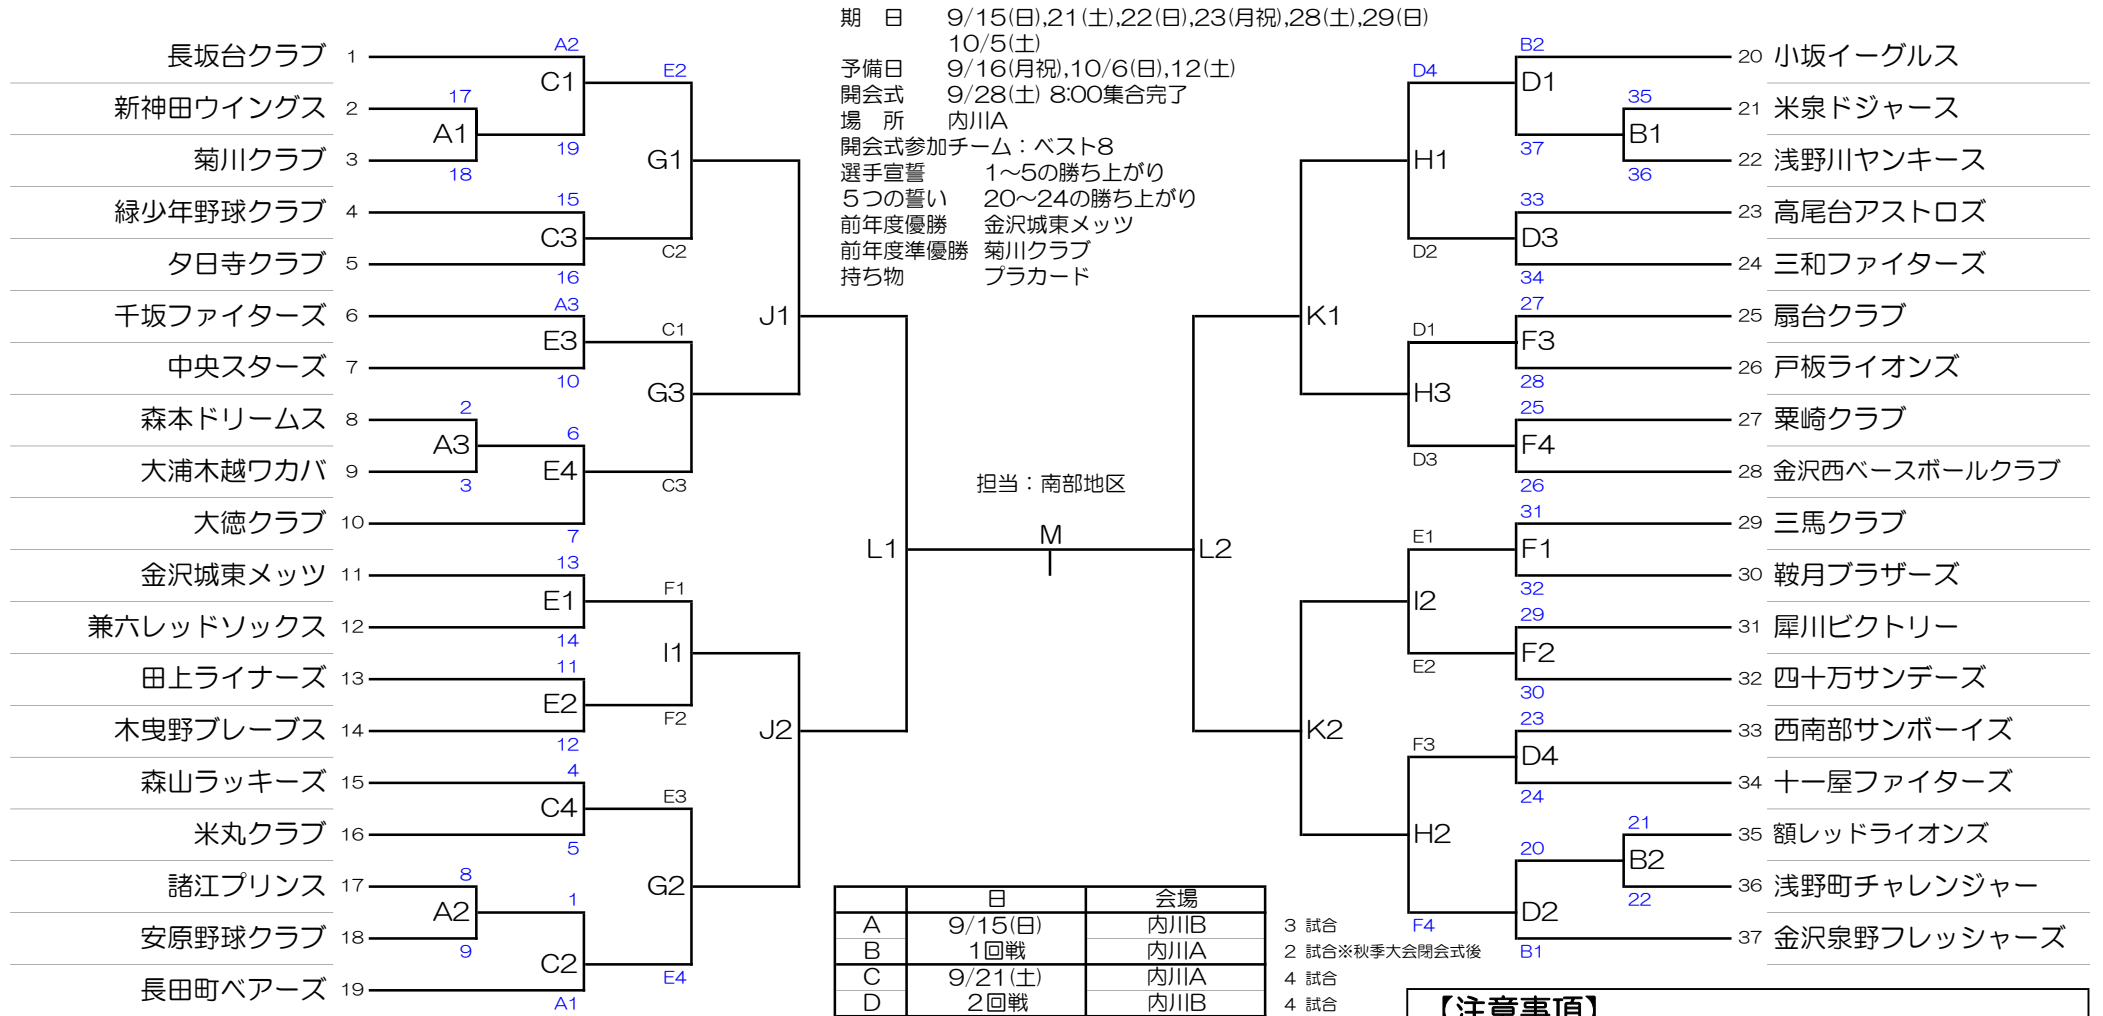 期　日　9/15(日),21(土),22(日),23(月祝),28(土),29(日)
10/5(土)
予備日　9/16(月祝),10/6(日),12(土)
開会式　9/28(土) 8:00集合完了
場　所　内川A
開会式参加チーム：ベスト8
選手宣誓　1～5の勝ち上がり
５つの誓い　20～24の勝ち上がり
前年度優勝　金沢城東メッツ
前年度準優勝　菊川クラブ
持ち物　プラカード
長坂台クラブ 1
新神田ウイングス 2
菊川クラブ 3
緑少年野球クラブ 4
夕日寺クラブ 5
千坂ファイターズ 6
中央スターズ 7
森本ドリームス 8
大浦木越ワカバ 9
大徳クラブ 10
金沢城東メッツ 11
兼六レッドソックス 12
田上ライナーズ 13
木曳野ブレーブス 14
森山ラッキーズ 15
米丸クラブ 16
諸江プリンス 17
安原野球クラブ 18
長田町ベアーズ 19
17
A1
18
2
A3
3
8
A2
9
A2
C1
19
15
C3
16
A3
E3
10
6
E4
7
13
E1
14
11
E2
12
4
C4
5
1
C2
A1
E2
G1
C2
C1
G3
C3
F1
I1
F2
E3
G2
E4
J1
J2
L1
担当：南部地区
M
L2
K1
K2
D4
H1
D2
D1
H3
D3
E1
I2
E2
F3
H2
F4
B2
D1
37
33
D3
34
27
F3
28
25
F4
26
31
F1
32
29
F2
30
23
D4
24
20
D2
B1
35
B1
36
21
B2
22
20 小坂イーグルス
21 米泉ドジャース
22 浅野川ヤンキース
23 高尾台アストロズ
24 三和ファイターズ
25 扇台クラブ
26 戸板ライオンズ
27 粟崎クラブ
28 金沢西ベースボールクラブ
29 三馬クラブ
30 鞍月ブラザーズ
31 犀川ビクトリー
32 四十万サンデーズ
33 西南部サンボーイズ
34 十一屋ファイターズ
35 額レッドライオンズ
36 浅野町チャレンジャー
37 金沢泉野フレッシャーズ
日 会場
A 9/15(日) 内川B 3 試合
B 1回戦 内川A 2 試合※秋季大会閉会式後
C 9/21(土) 内川A 4 試合
D 2回戦 内川B 4 試合
【注意事項】